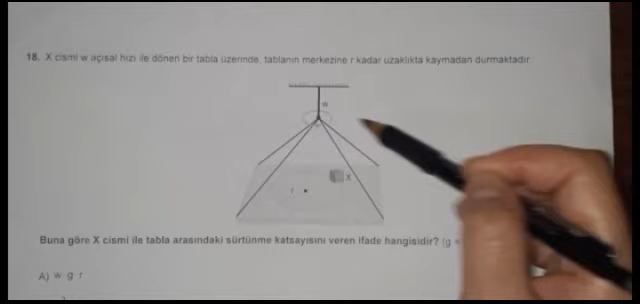 18. X cismi w açısal hızı ile dönen bir tabla üzerinde, tablanın merkezine r kadar uzaklıkta kaymadan durmaktadır.
w
X
r
Buna göre X cismi ile tabla arasındaki sürtünme katsayısını veren ifade hangisidir? (g =
A) w g r